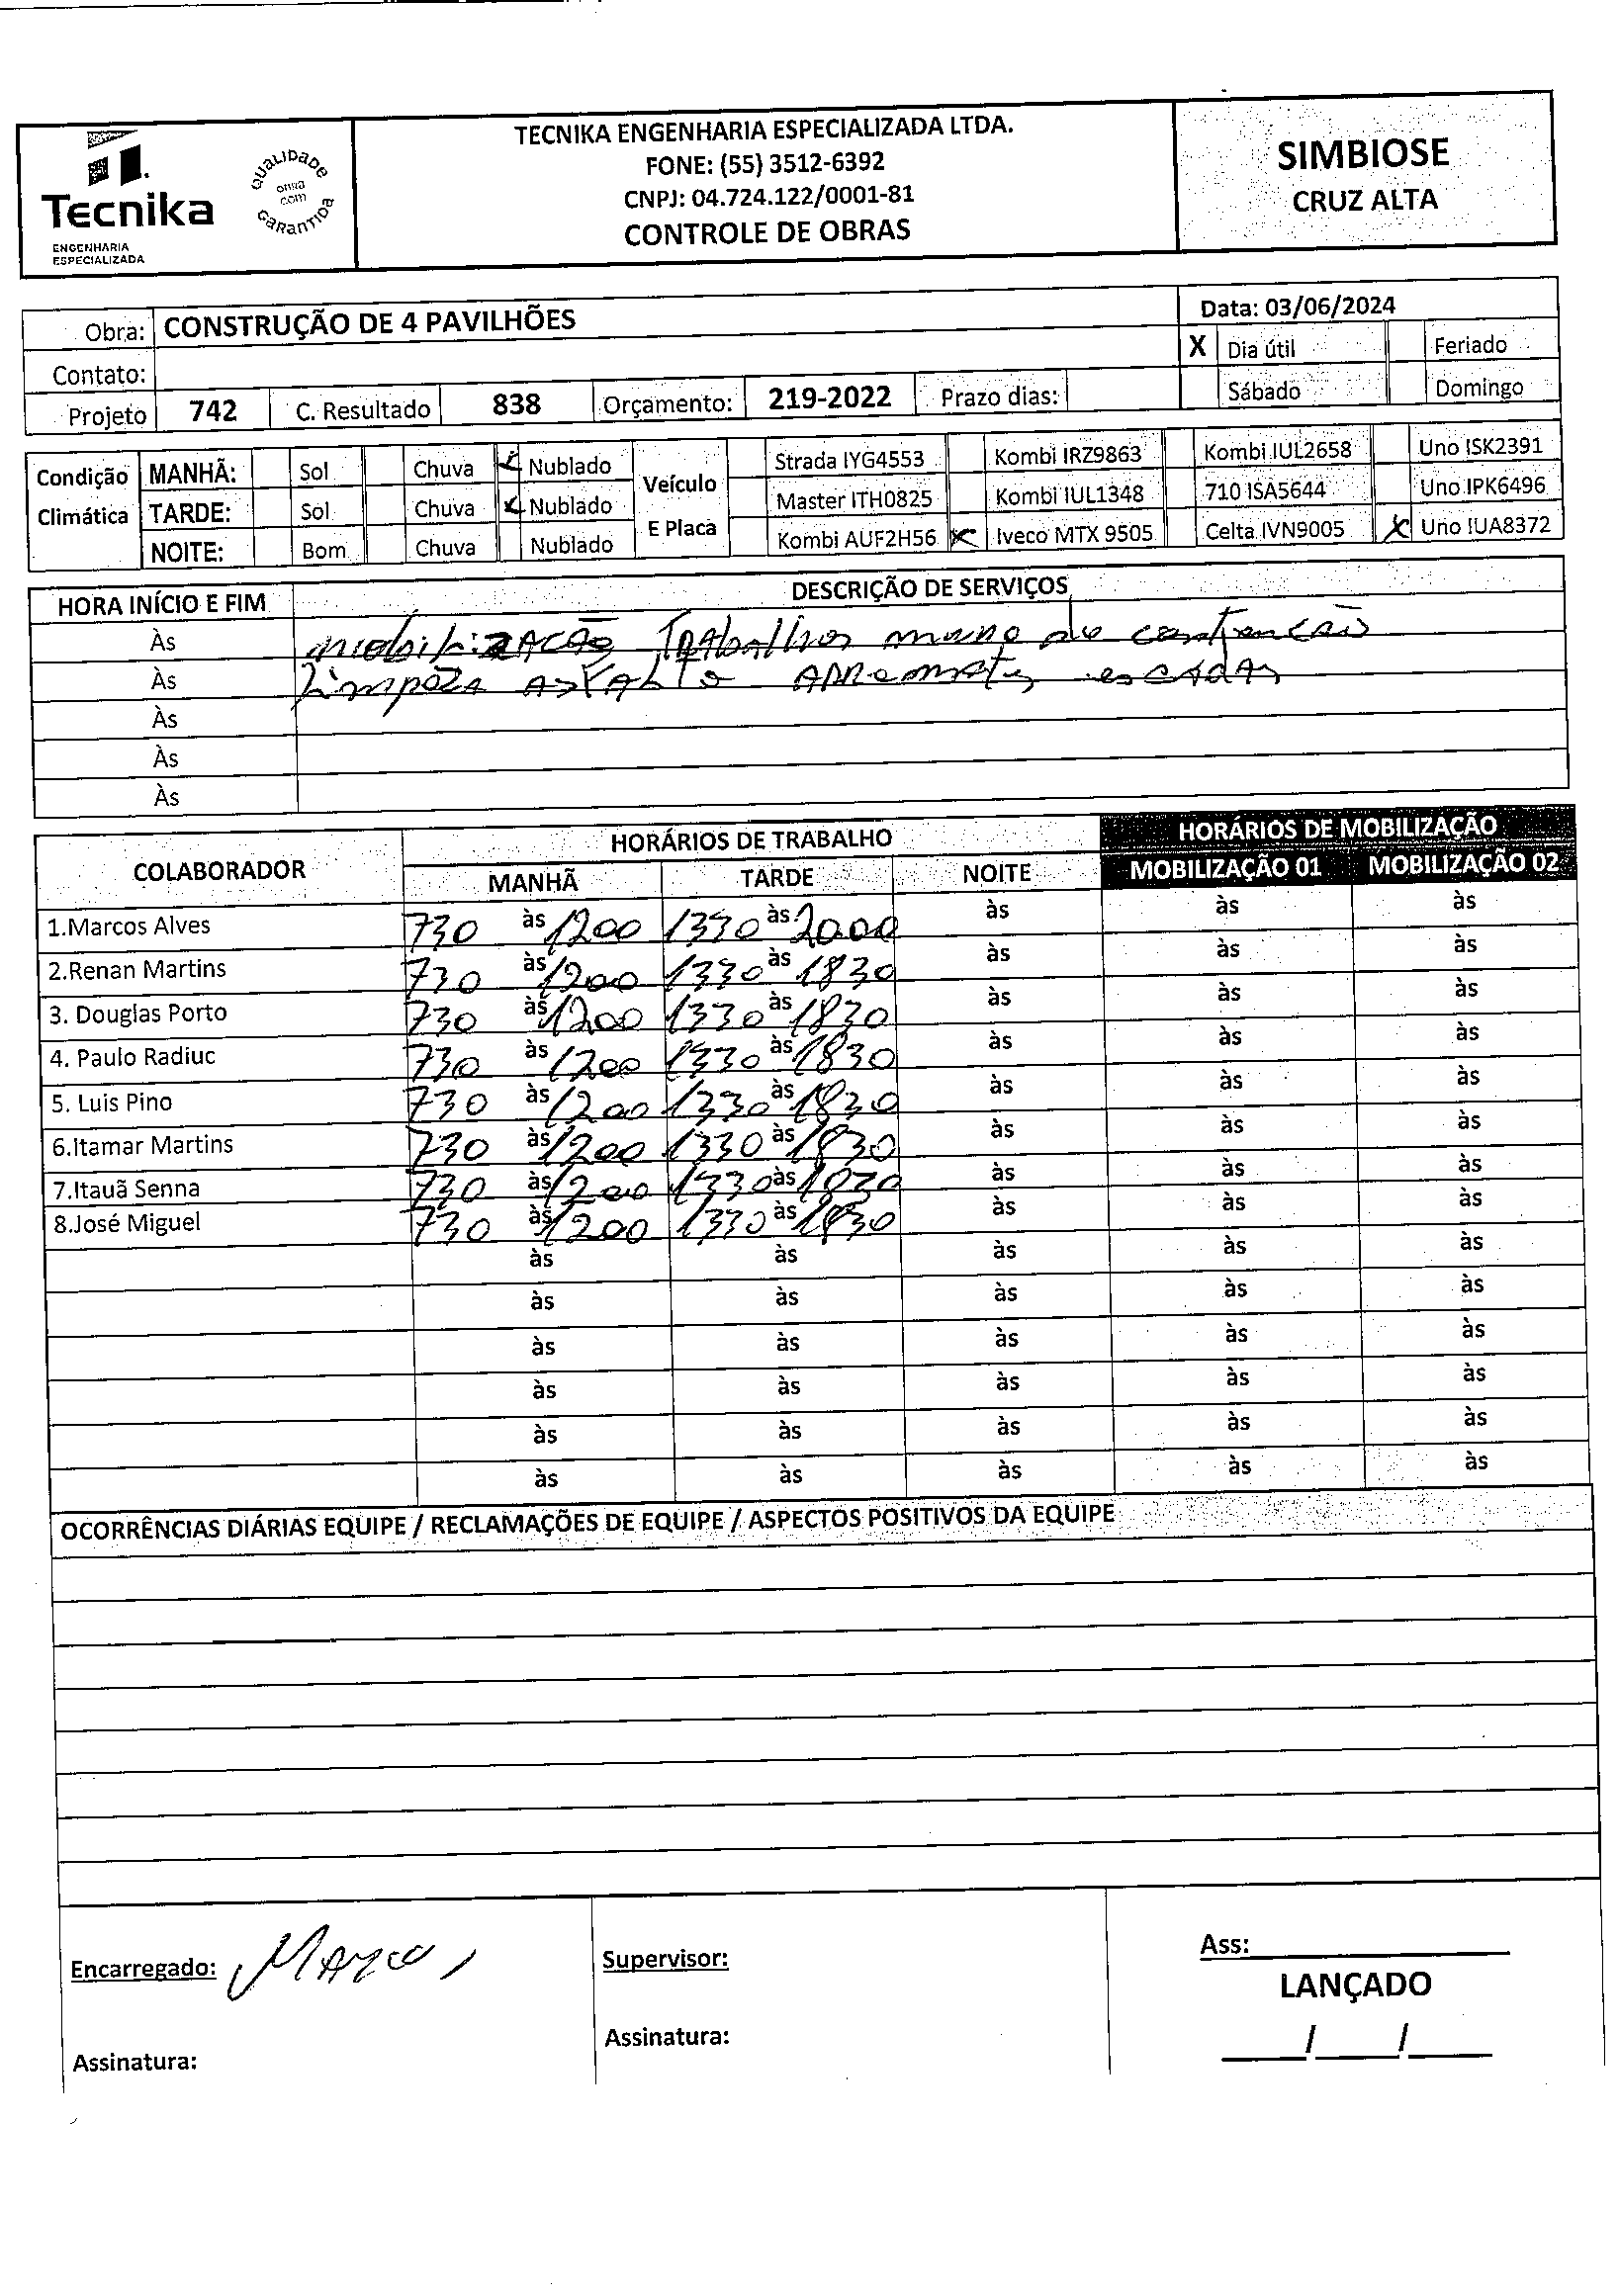 TECNIKA ENGENHARIA ESPECIALIZADA LTDA.
FONE: (55) 3512-6392
CNPJ: 04.724.122/0001-81
CONTROLE DE OBRAS
Tecnika
ENGENHARIA
ESPECIALIZADA
QUALIDADE
COM
GARANTIDA
SIMBIOSE
CRUZ ALTA
Obra: CONSTRUÇÃO DE 4 PAVILHÕES
Data: 03/06/2024
X Dia útil Feriado
Contato:
Sábado Domingo
Projeto 742 C. Resultado 838 Orçamento: 219-2022 Prazo dias:
Condição Climática
MANHÃ: Sol Chuva X Nublado
TARDE: Sol Chuva X Nublado
NOITE: Bom Chuva Nublado
Veículo E Placa
Strada IYG4553 Kombi IRZ9863 Kombi IUL2658 Uno ISK2391
Master ITH0825 Kombi IUL1348 710 ISA5644 Uno IPK6496
Kombi AUF2H56 X Iveco MTX 9505 Celta IVN9005 X Uno IUA8372
HORA INÍCIO E FIM DESCRIÇÃO DE SERVIÇOS
Às mobilizAÇÃO TRAbalhos muro de contenção
Às Limpeza ASFALTO ARRemates escadas
Às
Às
Às
COLABORADOR HORÁRIOS DE TRABALHO HORÁRIOS DE MOBILIZAÇÃO
MANHÃ TARDE NOITE MOBILIZAÇÃO 01 MOBILIZAÇÃO 02
1.Marcos Alves 730 às 1200 1330 às 2000 às às às
2.Renan Martins 730 às 1200 1330 às 1830 às às às
3. Douglas Porto 730 às 1200 1330 às 1830 às às às
4. Paulo Radiuc 730 às 1200 1330 às 1830 às às às
5. Luis Pino 730 às 1200 1330 às 1830 às às às
6.Itamar Martins 730 às 1200 1330 às 1830 às às às
7.Itauã Senna 730 às 1200 1330 às 1830 às às às
8.José Miguel 730 às 1200 1330 às 1830 às às às
às às às às às
às às às às às
às às às às às
às às às às às
às às às às às
às às às às às
OCORRÊNCIAS DIÁRIAS EQUIPE / RECLAMAÇÕES DE EQUIPE / ASPECTOS POSITIVOS DA EQUIPE
Encarregado: MARCOS
Supervisor:
Ass:
LANÇADO
Assinatura:
Assinatura:
____/____/____